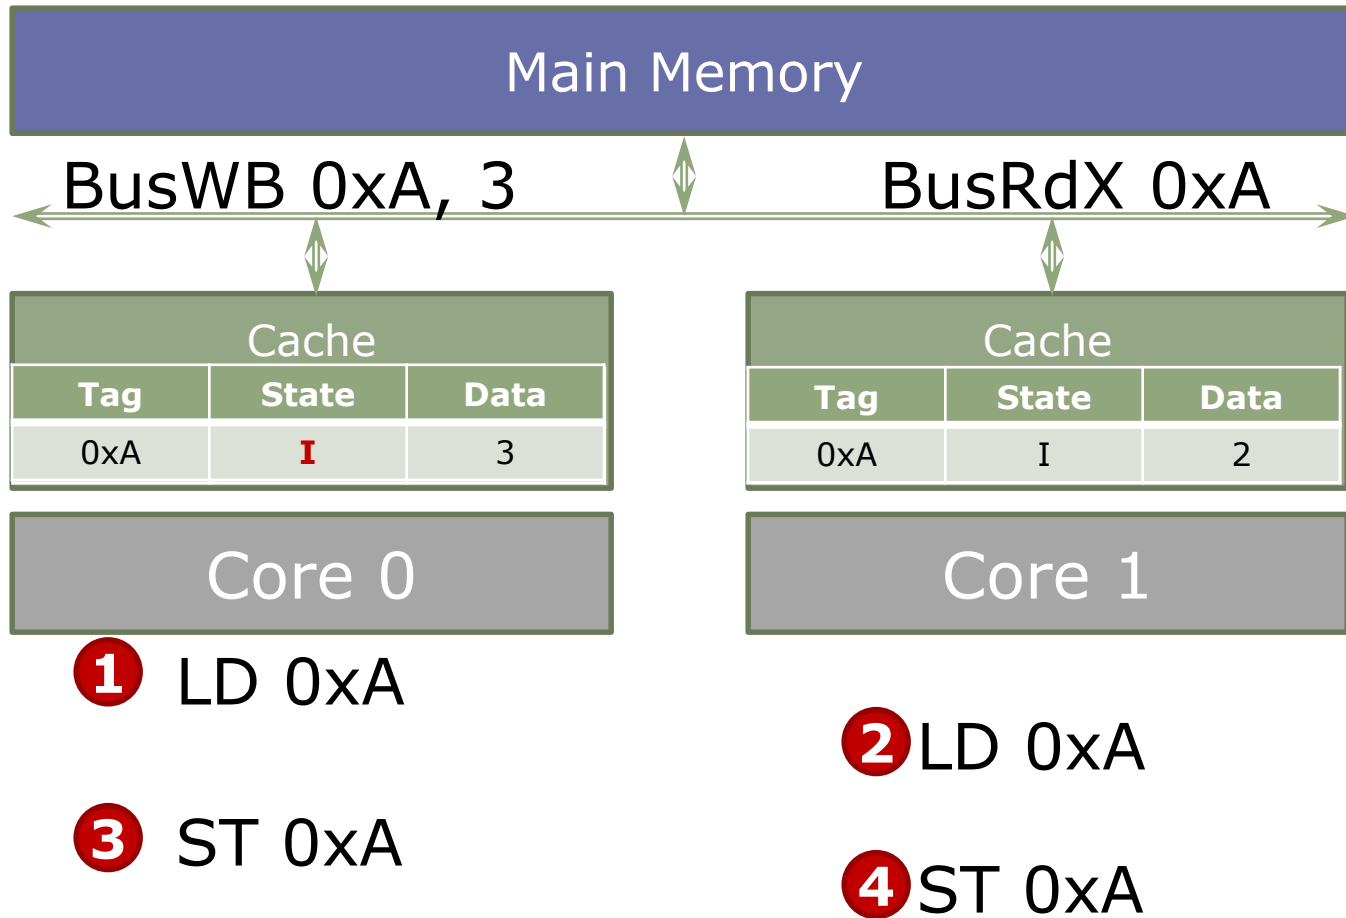 Main Memory
BusWB 0xA, 3
BusRdX 0xA
Cache
Tag State Data
0xA I 3
Cache
Tag State Data
0xA I 2
Core 0
Core 1
1 LD 0xA
2 LD 0xA
3 ST 0xA
4 ST 0xA